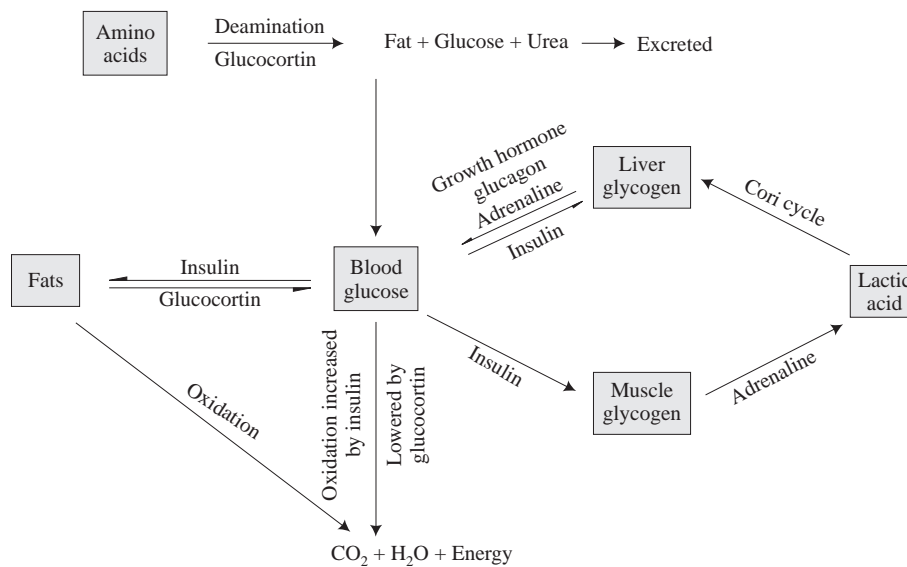 Amino
acids
Deamination
Glucocortin
Fat + Glucose + Urea
Excreted
Growth hormone
glucagon
Adrenaline
Insulin
Liver
glycogen
Cori cycle
Fats
Insulin
Glucocortin
Blood
glucose
Lactic
acid
Oxidation
Oxidation increased
by insulin
Lowered by
glucocortin
Insulin
Muscle
glycogen
Adrenaline
CO₂ + H₂O + Energy